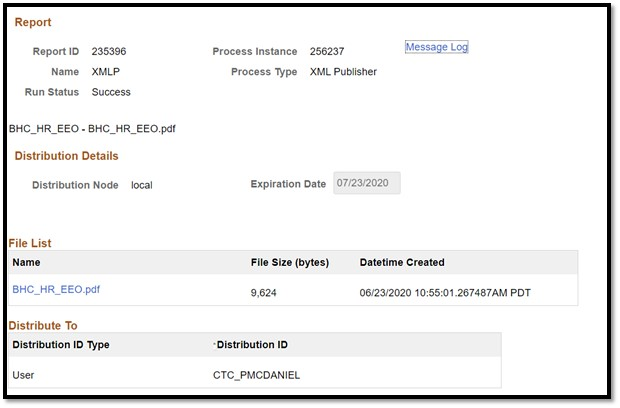 Report
Report ID 235396 Process Instance 256237 Message Log
Name XMLP Process Type XML Publisher
Run Status Success
BHC_HR_EEO - BHC_HR_EEO.pdf
Distribution Details
Distribution Node local Expiration Date 07/23/2020
File List
Name File Size (bytes) Datetime Created
BHC_HR_EEO.pdf 9,624 06/23/2020 10:55:01.267487AM PDT
Distribute To
Distribution ID Type *Distribution ID
User CTC_PMCDANIEL